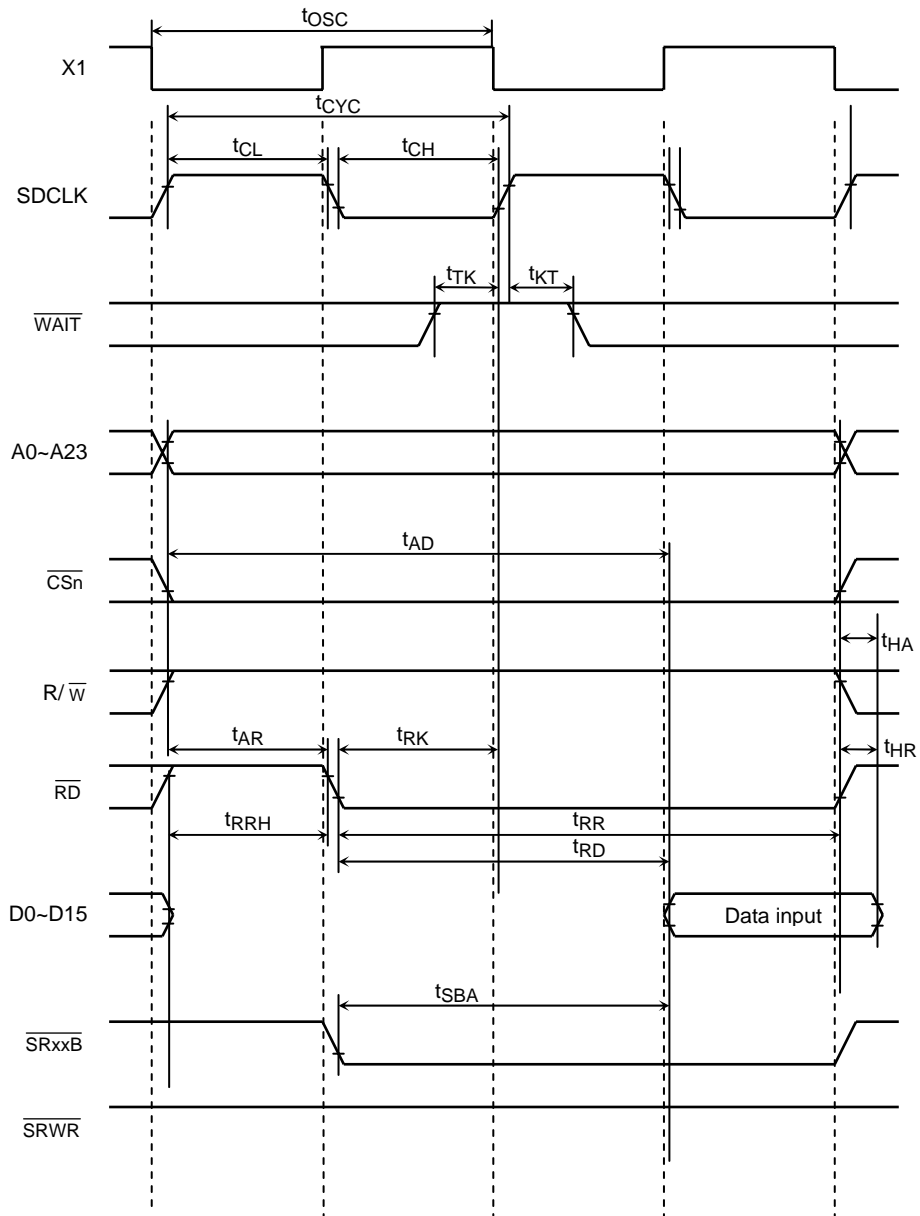 tOSC
X1
tCYC
tCL
tCH
SDCLK
tTK
tKT
WAIT
A0~A23
tAD
CSn
tHA
R/ W
tAR
tRK
tHR
RD
tRRH
tRR
tRD
D0~D15
Data input
tSBA
SRxxB
SRWR